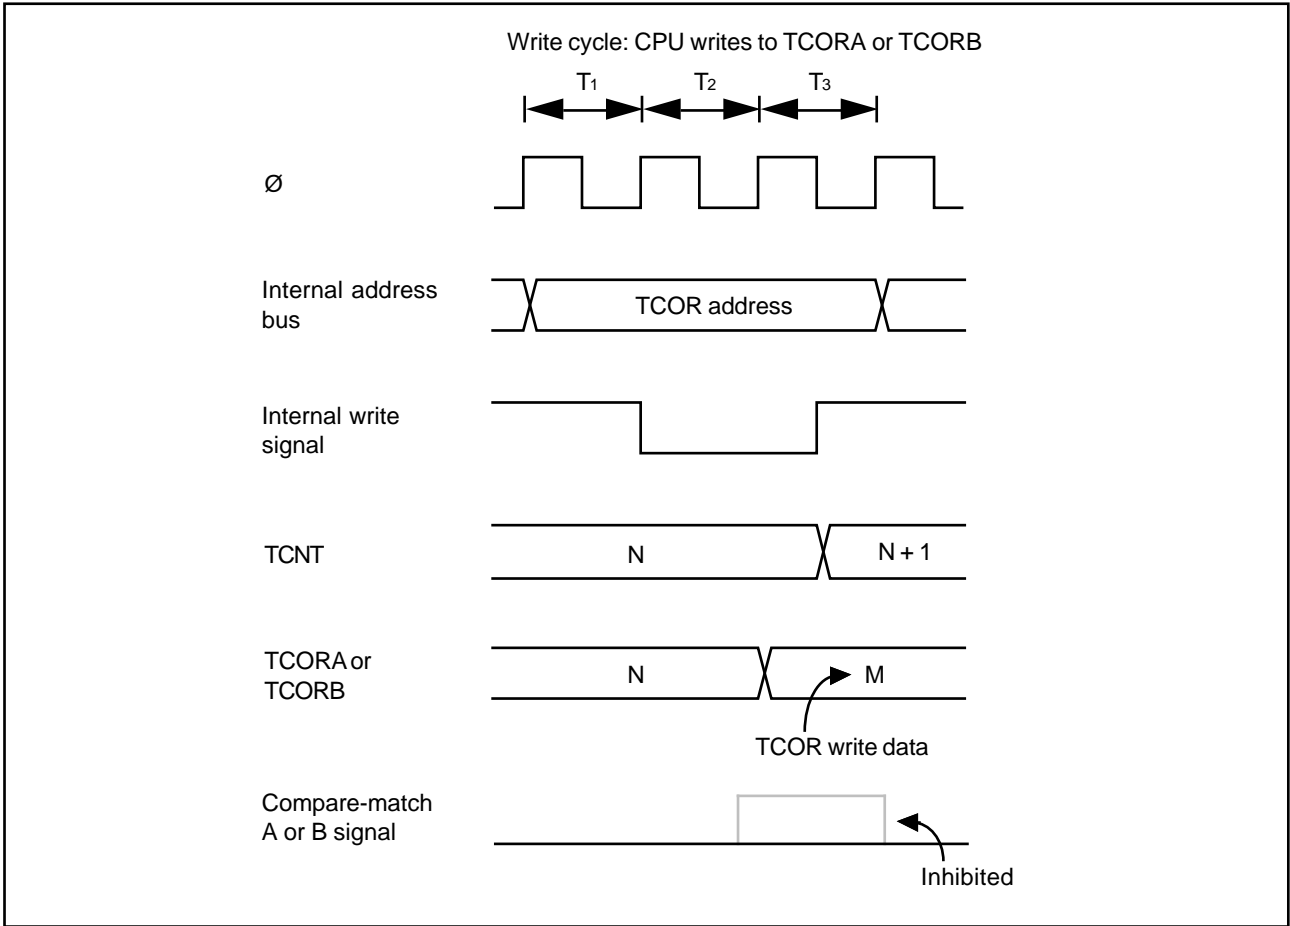 Write cycle: CPU writes to TCORA or TCORB
T1 T2 T3
Ø
Internal address
bus
TCOR address
Internal write
signal
TCNT
N
N + 1
TCORA or
TCORB
N
M
TCOR write data
Compare-match
A or B signal
Inhibited